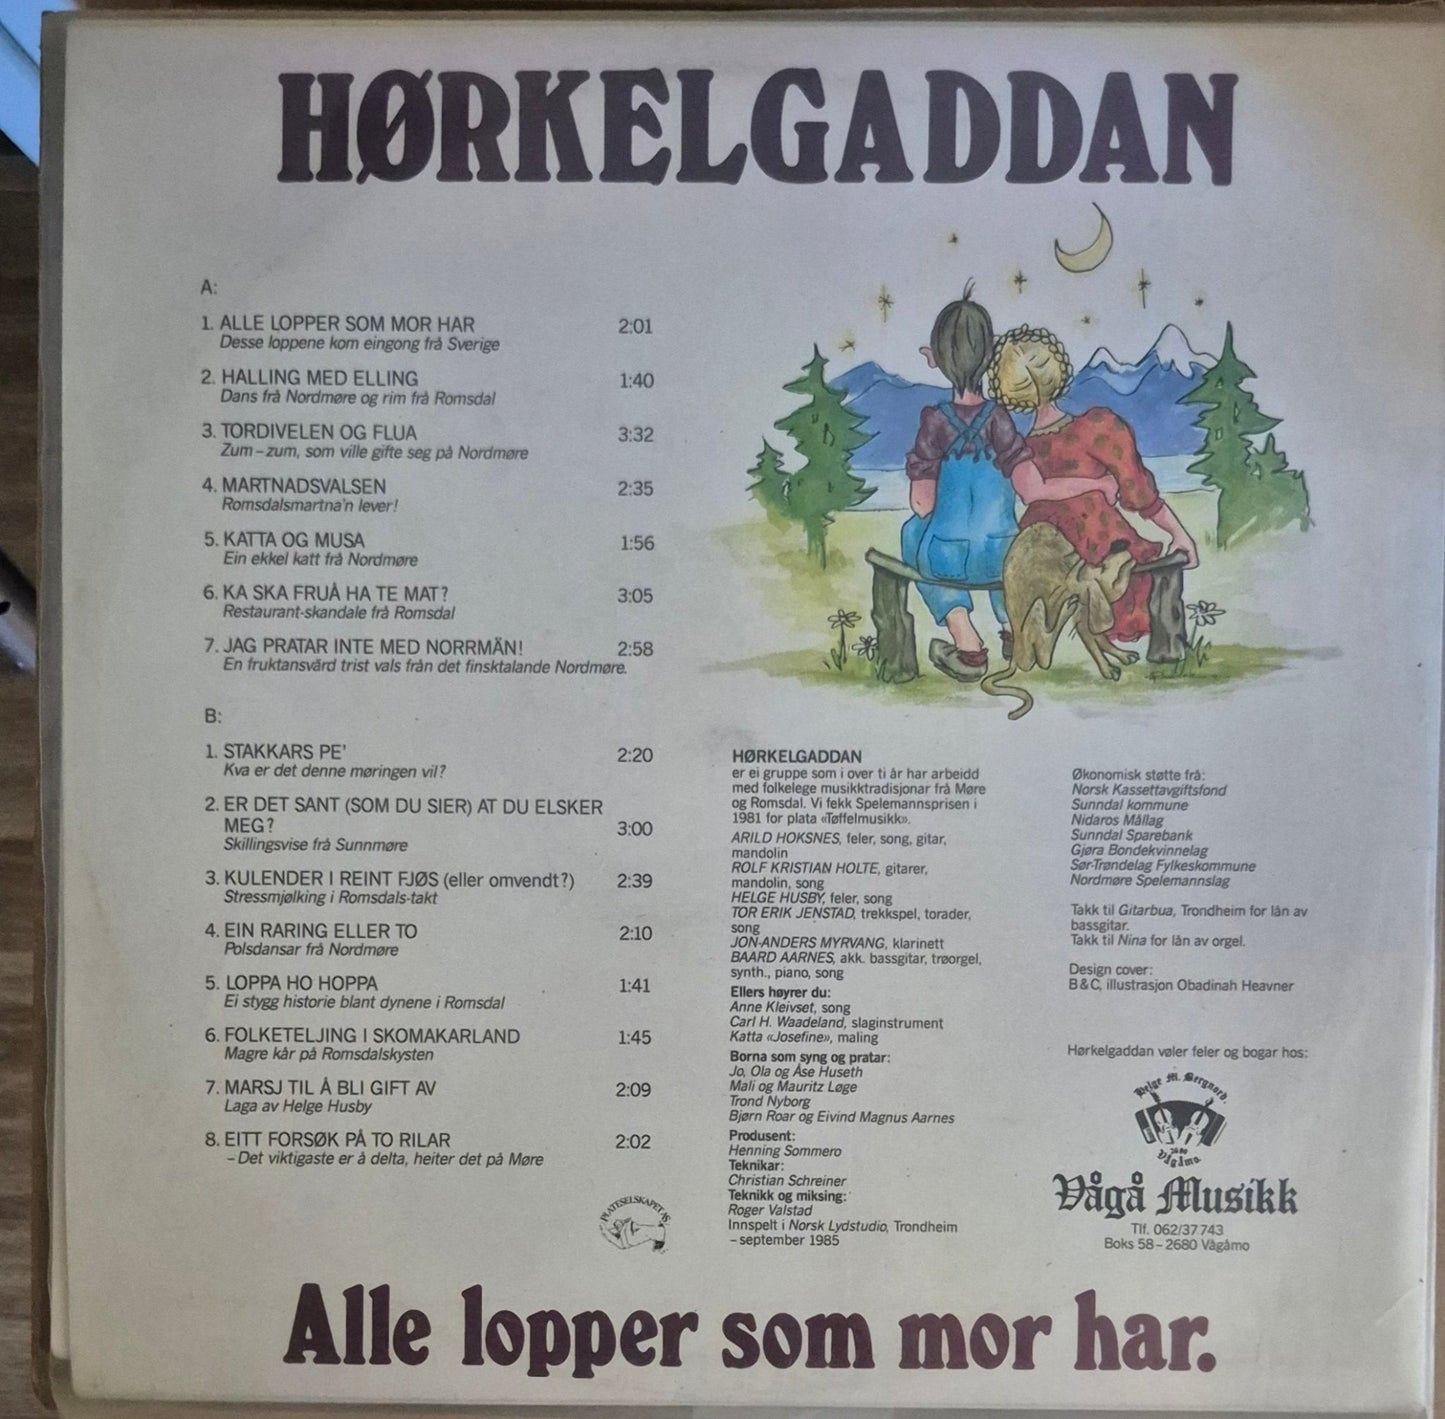 HØRKELGADDAN
A:
1. ALLE LOPPER SOM MOR HAR 2:01
Desse loppene kom eingong frå Sverige
2. HALLING MED ELLING 1:40
Dans frå Nordmøre og rim frå Romsdal
3. TORDIVELEN OG FLUA 3:32
Zum–zum, som ville gifte seg på Nordmøre
4. MARTNADSVALSEN 2:35
Romsdalsmartna'n lever!
5. KATTA OG MUSA 1:56
Ein ekkel katt frå Nordmøre
6. KA SKA FRUÅ HA TE MAT? 3:05
Restaurant-skandale frå Romsdal
7. JAG PRATAR INTE MED NORRMÄN! 2:58
En fruktansvärd trist vals från det finsktalande Nordmøre.
B:
1. STAKKARS PE' 2:20
Kva er det denne møringen vil?
2. ER DET SANT (SOM DU SIER) AT DU ELSKER
MEG? 3:00
Skillingsvise frå Sunnmøre
3. KULENDER I REINT FJØS (eller omvendt?) 2:39
Stressmjølking i Romsdals-takt
4. EIN RARING ELLER TO 2:10
Polsdansar frå Nordmøre
5. LOPPA HO HOPPA 1:41
Ei stygg historie blant dynene i Romsdal
6. FOLKETELJING I SKOMAKARLAND 1:45
Magre kår på Romsdalskysten
7. MARSJ TIL Å BLI GIFT AV 2:09
Laga av Helge Husby
8. EITT FORSØK PÅ TO RILAR 2:02
–Det viktigaste er å delta, heiter det på Møre
PLATESELSKAPET AS
HØRKELGADDAN
er ei gruppe som i over ti år har arbeidd
med folkelege musikktradisjonar frå Møre
og Romsdal. Vi fekk Spelemannsprisen i
1981 for plata «Tøffelmusikk».
ARILD HOKSNES, feler, song, gitar,
mandolin
ROLF KRISTIAN HOLTE, gitarer,
mandolin, song
HELGE HUSBY, feler, song
TOR ERIK JENSTAD, trekkspel, torader,
song
JON-ANDERS MYRVANG, klarinett
BAARD AARNES, akk. bassgitar, trøorgel,
synth., piano, song
Ellers høyrer du:
Anne Kleivset, song
Carl H. Waadeland, slaginstrument
Katta «Josefine», maling
Borna som syng og pratar:
Jo, Ola og Åse Huseth
Mali og Mauritz Løge
Trond Nyborg
Bjørn Roar og Eivind Magnus Aarnes
Produsent:
Henning Sommero
Teknikar:
Christian Schreiner
Teknikk og miksing:
Roger Valstad
Innspelt i Norsk Lydstudio, Trondheim
– september 1985
Økonomisk støtte frå:
Norsk Kassettavgiftsfond
Sunndal kommune
Nidaros Mållag
Sunndal Sparebank
Gjøra Bondekvinnelag
Sør-Trøndelag Fylkeskommune
Nordmøre Spelemannslag
Takk til Gitarbua, Trondheim for lån av
bassgitar.
Takk til Nina for lån av orgel.
Design cover:
B&C, illustrasjon Obadinah Heavner
Hørkelgaddan vøler feler og bogar hos:
Helge M. Bergnord.
2680
Vågåmo.
Vågå Musikk
Tlf. 062/37 743
Boks 58–2680 Vågåmo
Alle lopper som mor har.